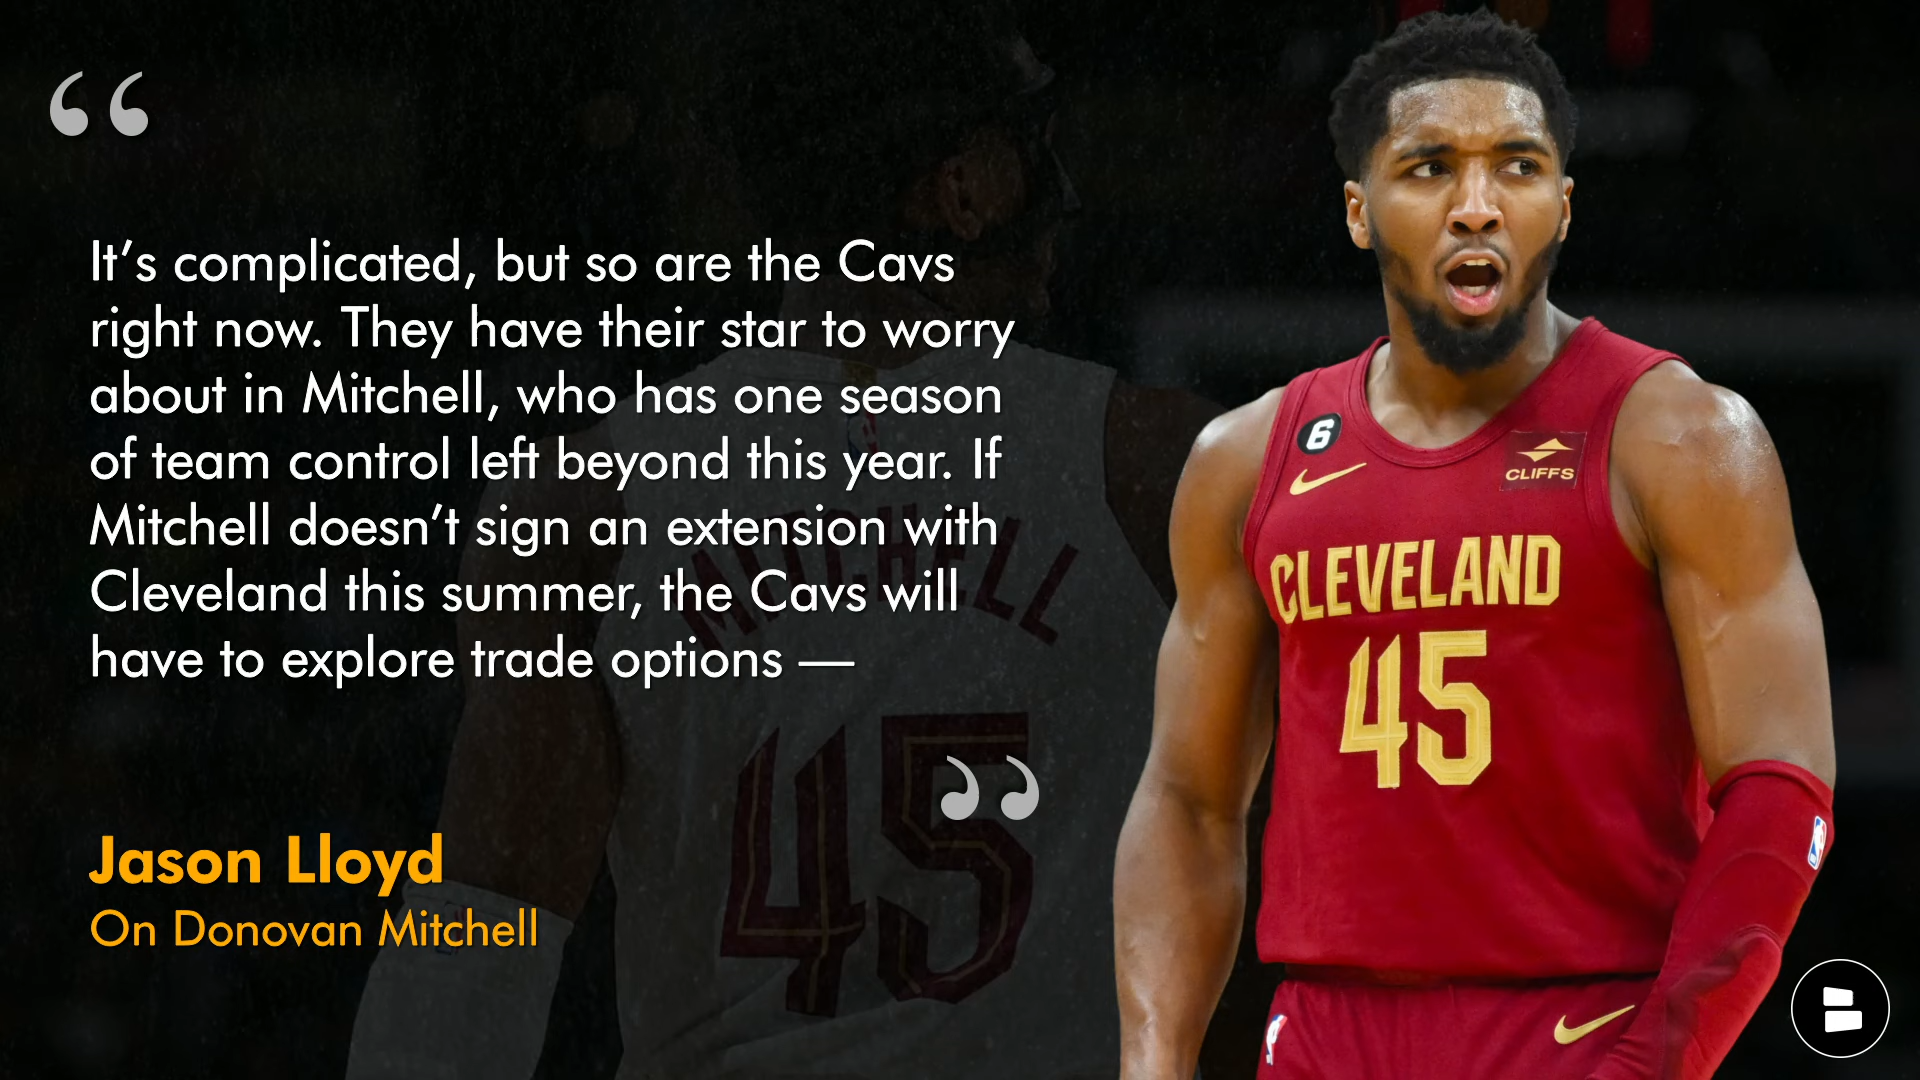 “
It’s complicated, but so are the Cavs
right now. They have their star to worry
about in Mitchell, who has one season
of team control left beyond this year. If
Mitchell doesn’t sign an extension with
Cleveland this summer, the Cavs will
have to explore trade options —
”
Jason Lloyd
On Donovan Mitchell
MITCHELL
45
6
CLIFFS
CLEVELAND
45